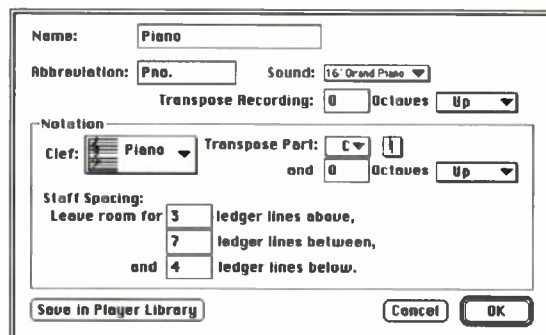 Name: Piano
Abbreviation: Pno. Sound: 16' Grand Piano
Transpose Recording: 0 Octaves Up
Notation
Clef: Piano Transpose Part: C
and 0 Octaves Up
Staff Spacing:
Leave room for 3 ledger lines above,
7 ledger lines between,
and 4 ledger lines below.
Save in Player Library Cancel OK